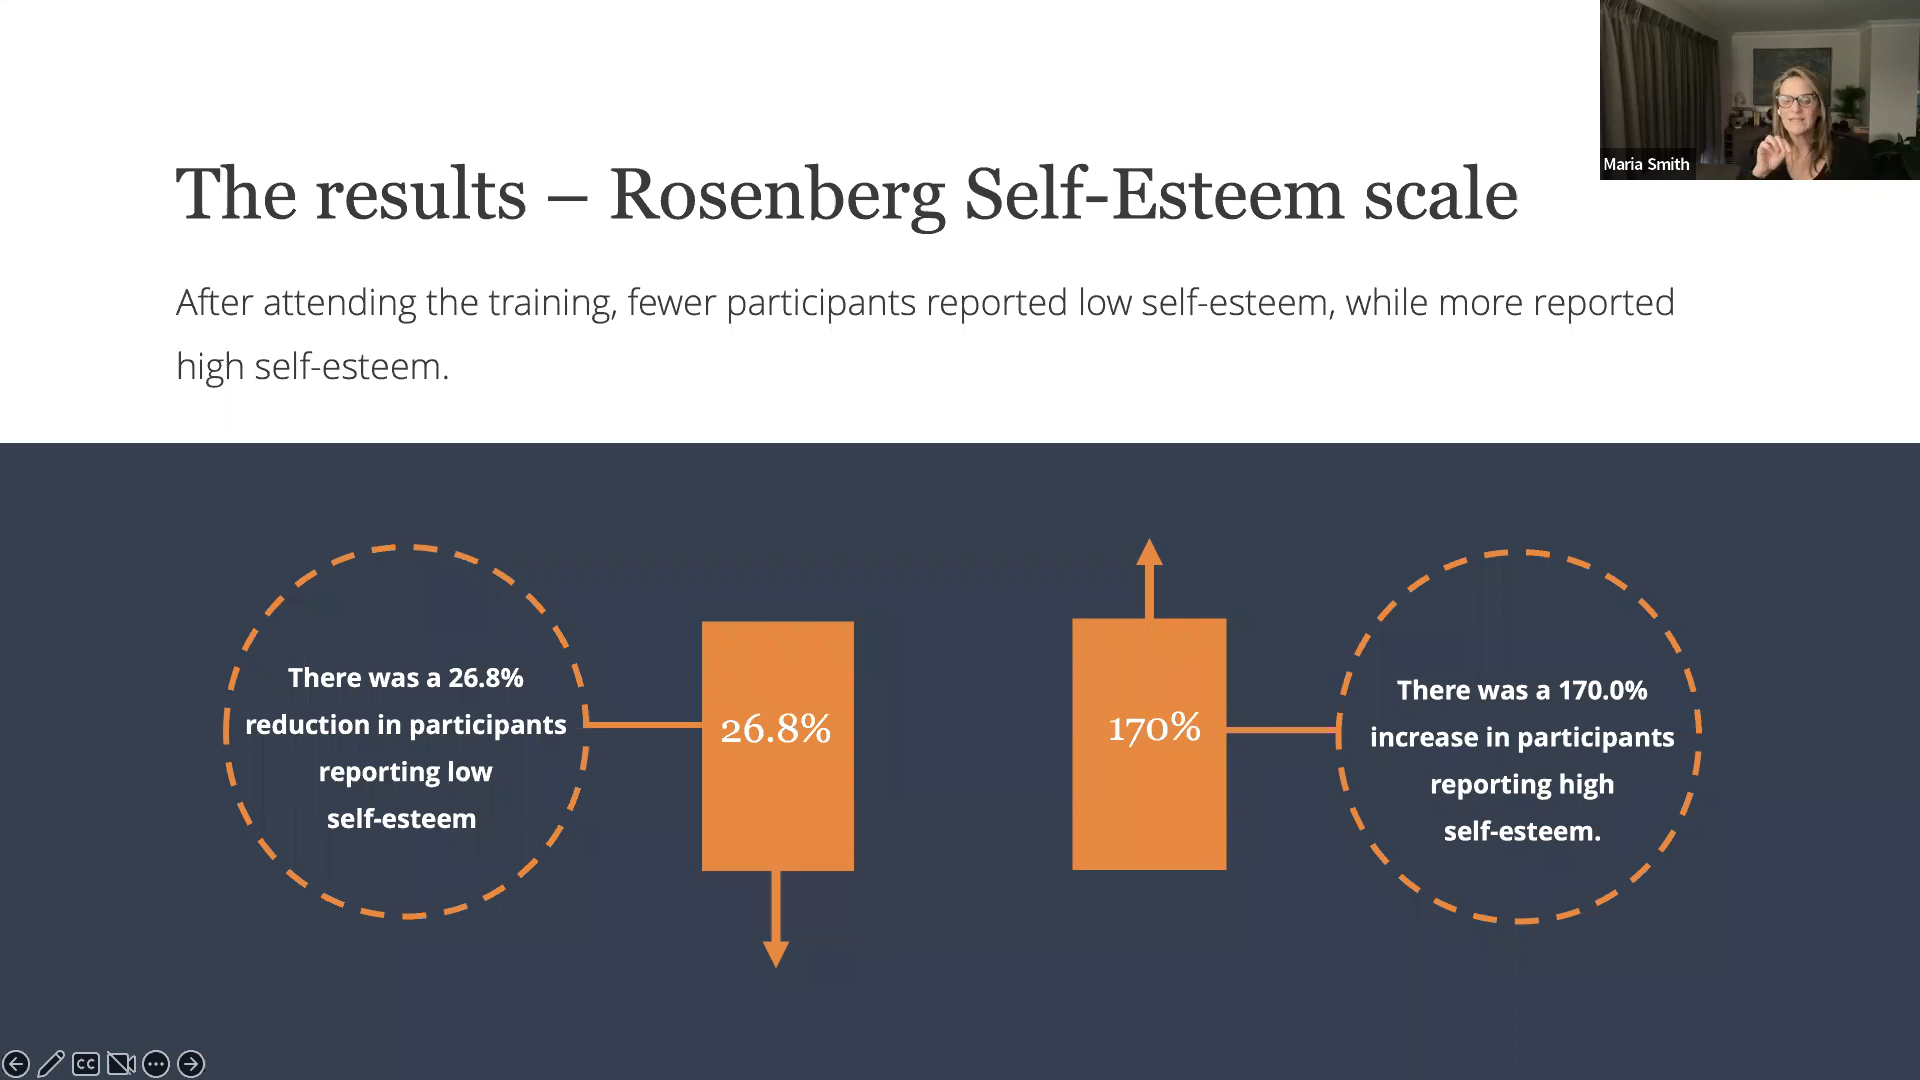 Maria Smith
The results – Rosenberg Self-Esteem scale
After attending the training, fewer participants reported low self-esteem, while more reported
high self-esteem.
There was a 26.8%
reduction in participants
reporting low
self-esteem
26.8%
170%
There was a 170.0%
increase in participants
reporting high
self-esteem.
CC